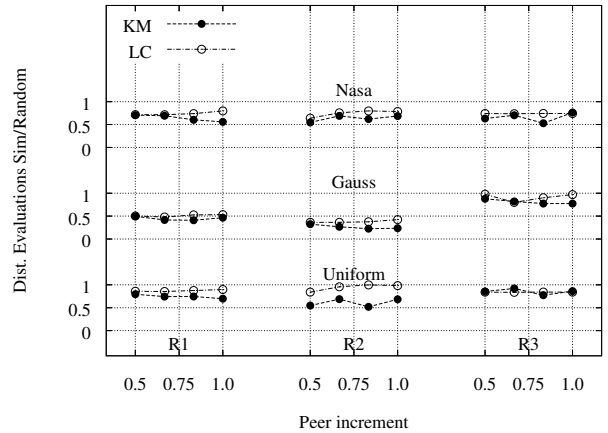 KM
LC
Nasa
1
0.5
0
Gauss
1
0.5
0
Uniform
1
0.5
0
R1 R2 R3
0.5 0.75 1.0 0.5 0.75 1.0 0.5 0.75 1.0
Peer increment
Dist. Evaluations Sim/Random